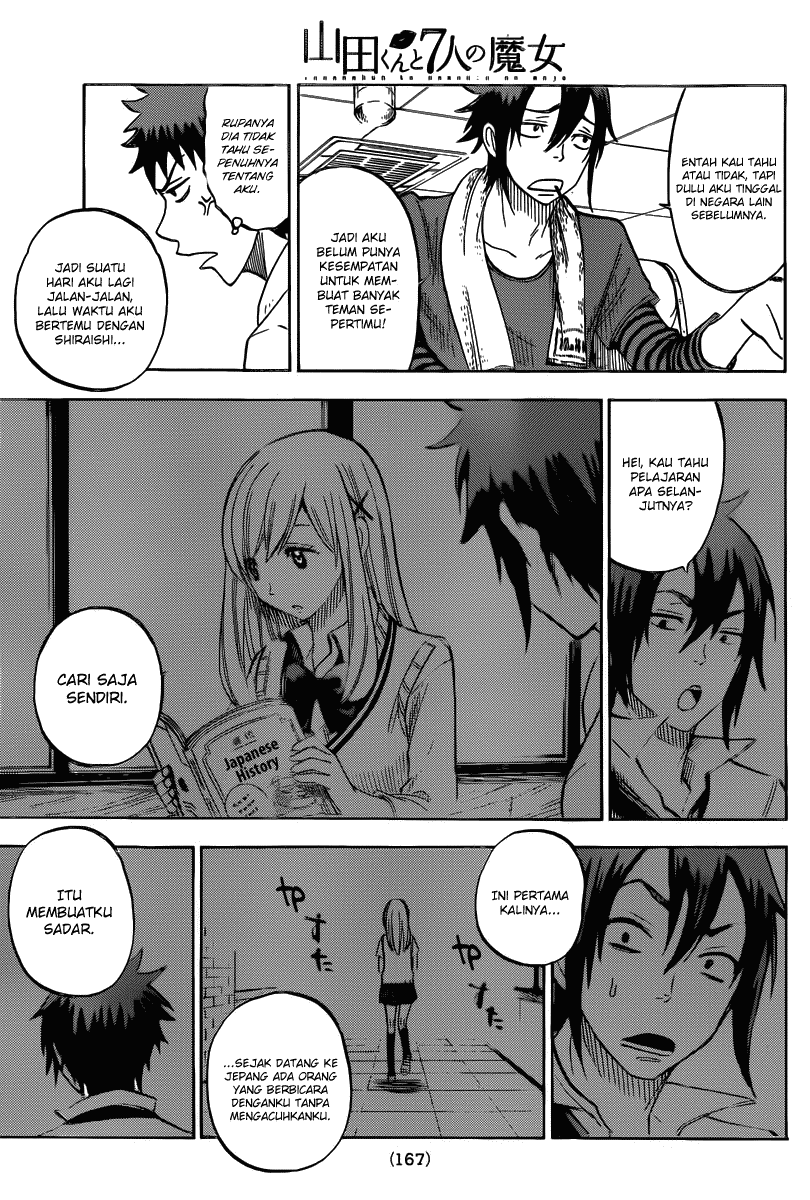 山田くんと7人の魔女
ENTAH KAU TAHU
ATAU TIDAK, TAPI
DULU AKU TINGGAL
DI NEGARA LAIN
SEBELUMNYA.
JADI AKU
BELUM PUNYA
KESEMPATAN
UNTUK MEM-
BUAT BANYAK
TEMAN SE-
PERTIMU!
RUPANYA
DIA TIDAK
TAHU SE-
PENUHNYA
TENTANG
AKU.
JADI SUATU
HARI AKU LAGI
JALAN-JALAN,
LALU WAKTU AKU
BERTEMU DENGAN
SHIRAISHI...
HEI, KAU TAHU
PELAJARAN
APA SELAN-
JUTNYA?
CARI SAJA
SENDIRI.
Japanese
History
INI PERTAMA
KALINYA...
スタ
スタ
...SEJAK DATANG KE
JEPANG ADA ORANG
YANG BERBICARA
DENGANKU TANPA
MENGACUHKANKU.
ITU
MEMBUATKU
SADAR.
(167)